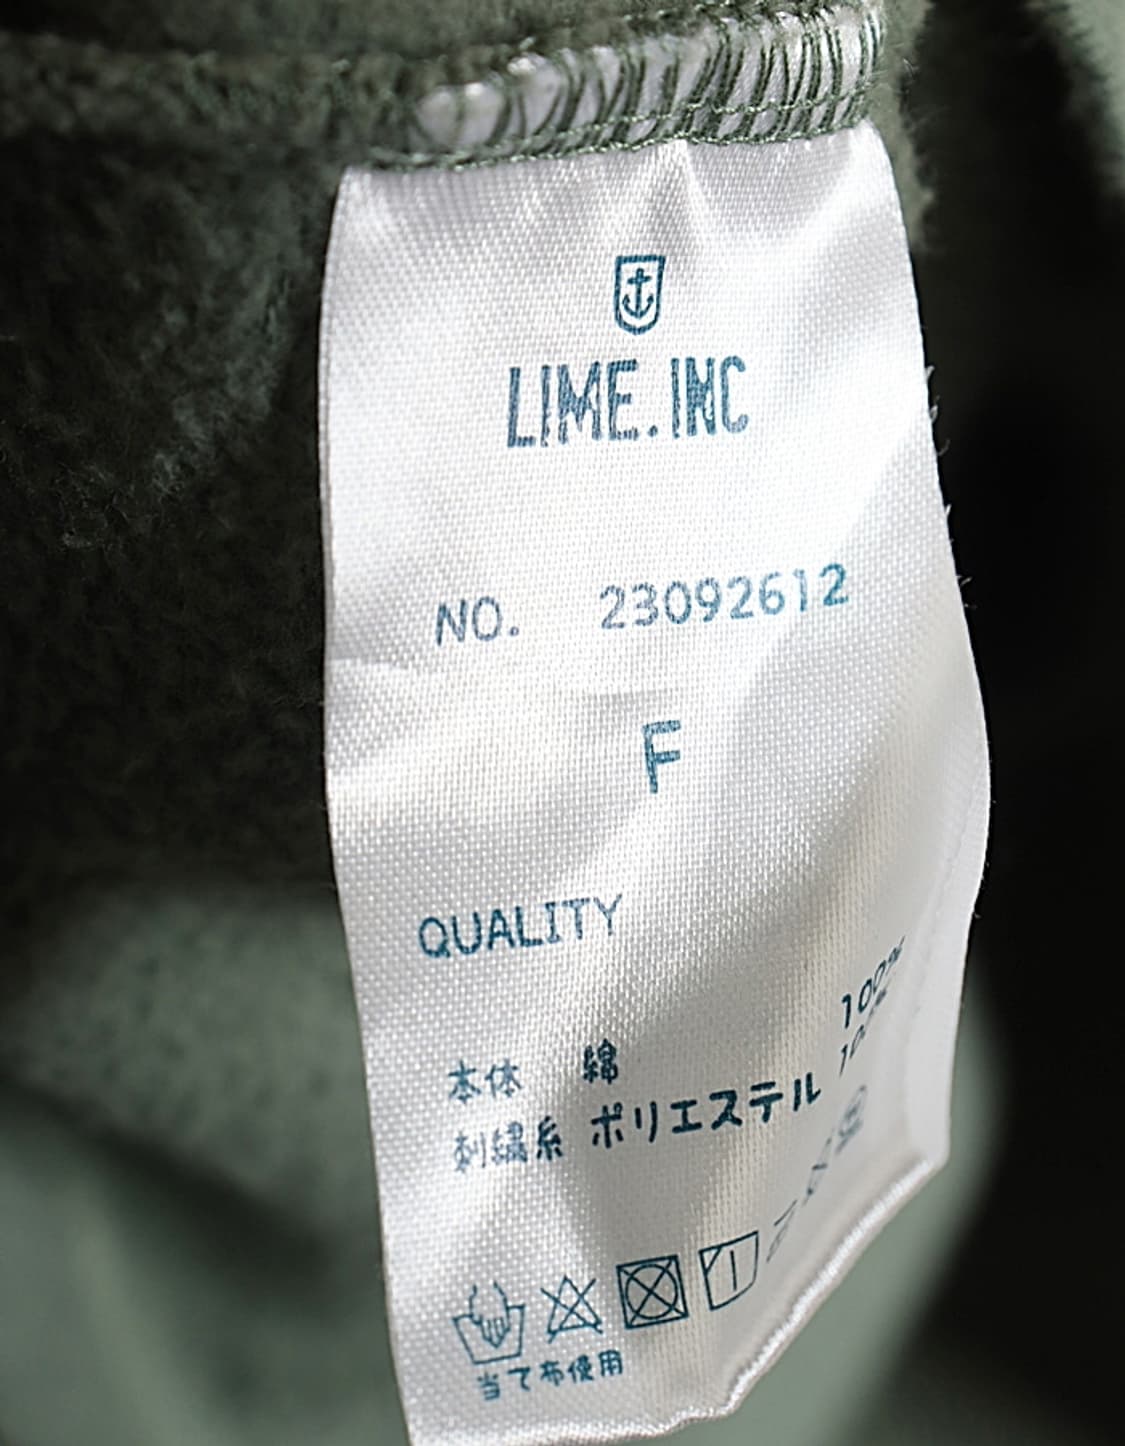 LIME.INC
NO. 23092612
F
QUALITY
本体 綿 100%
刺繍糸 ポリエステル 100%
当て布使用